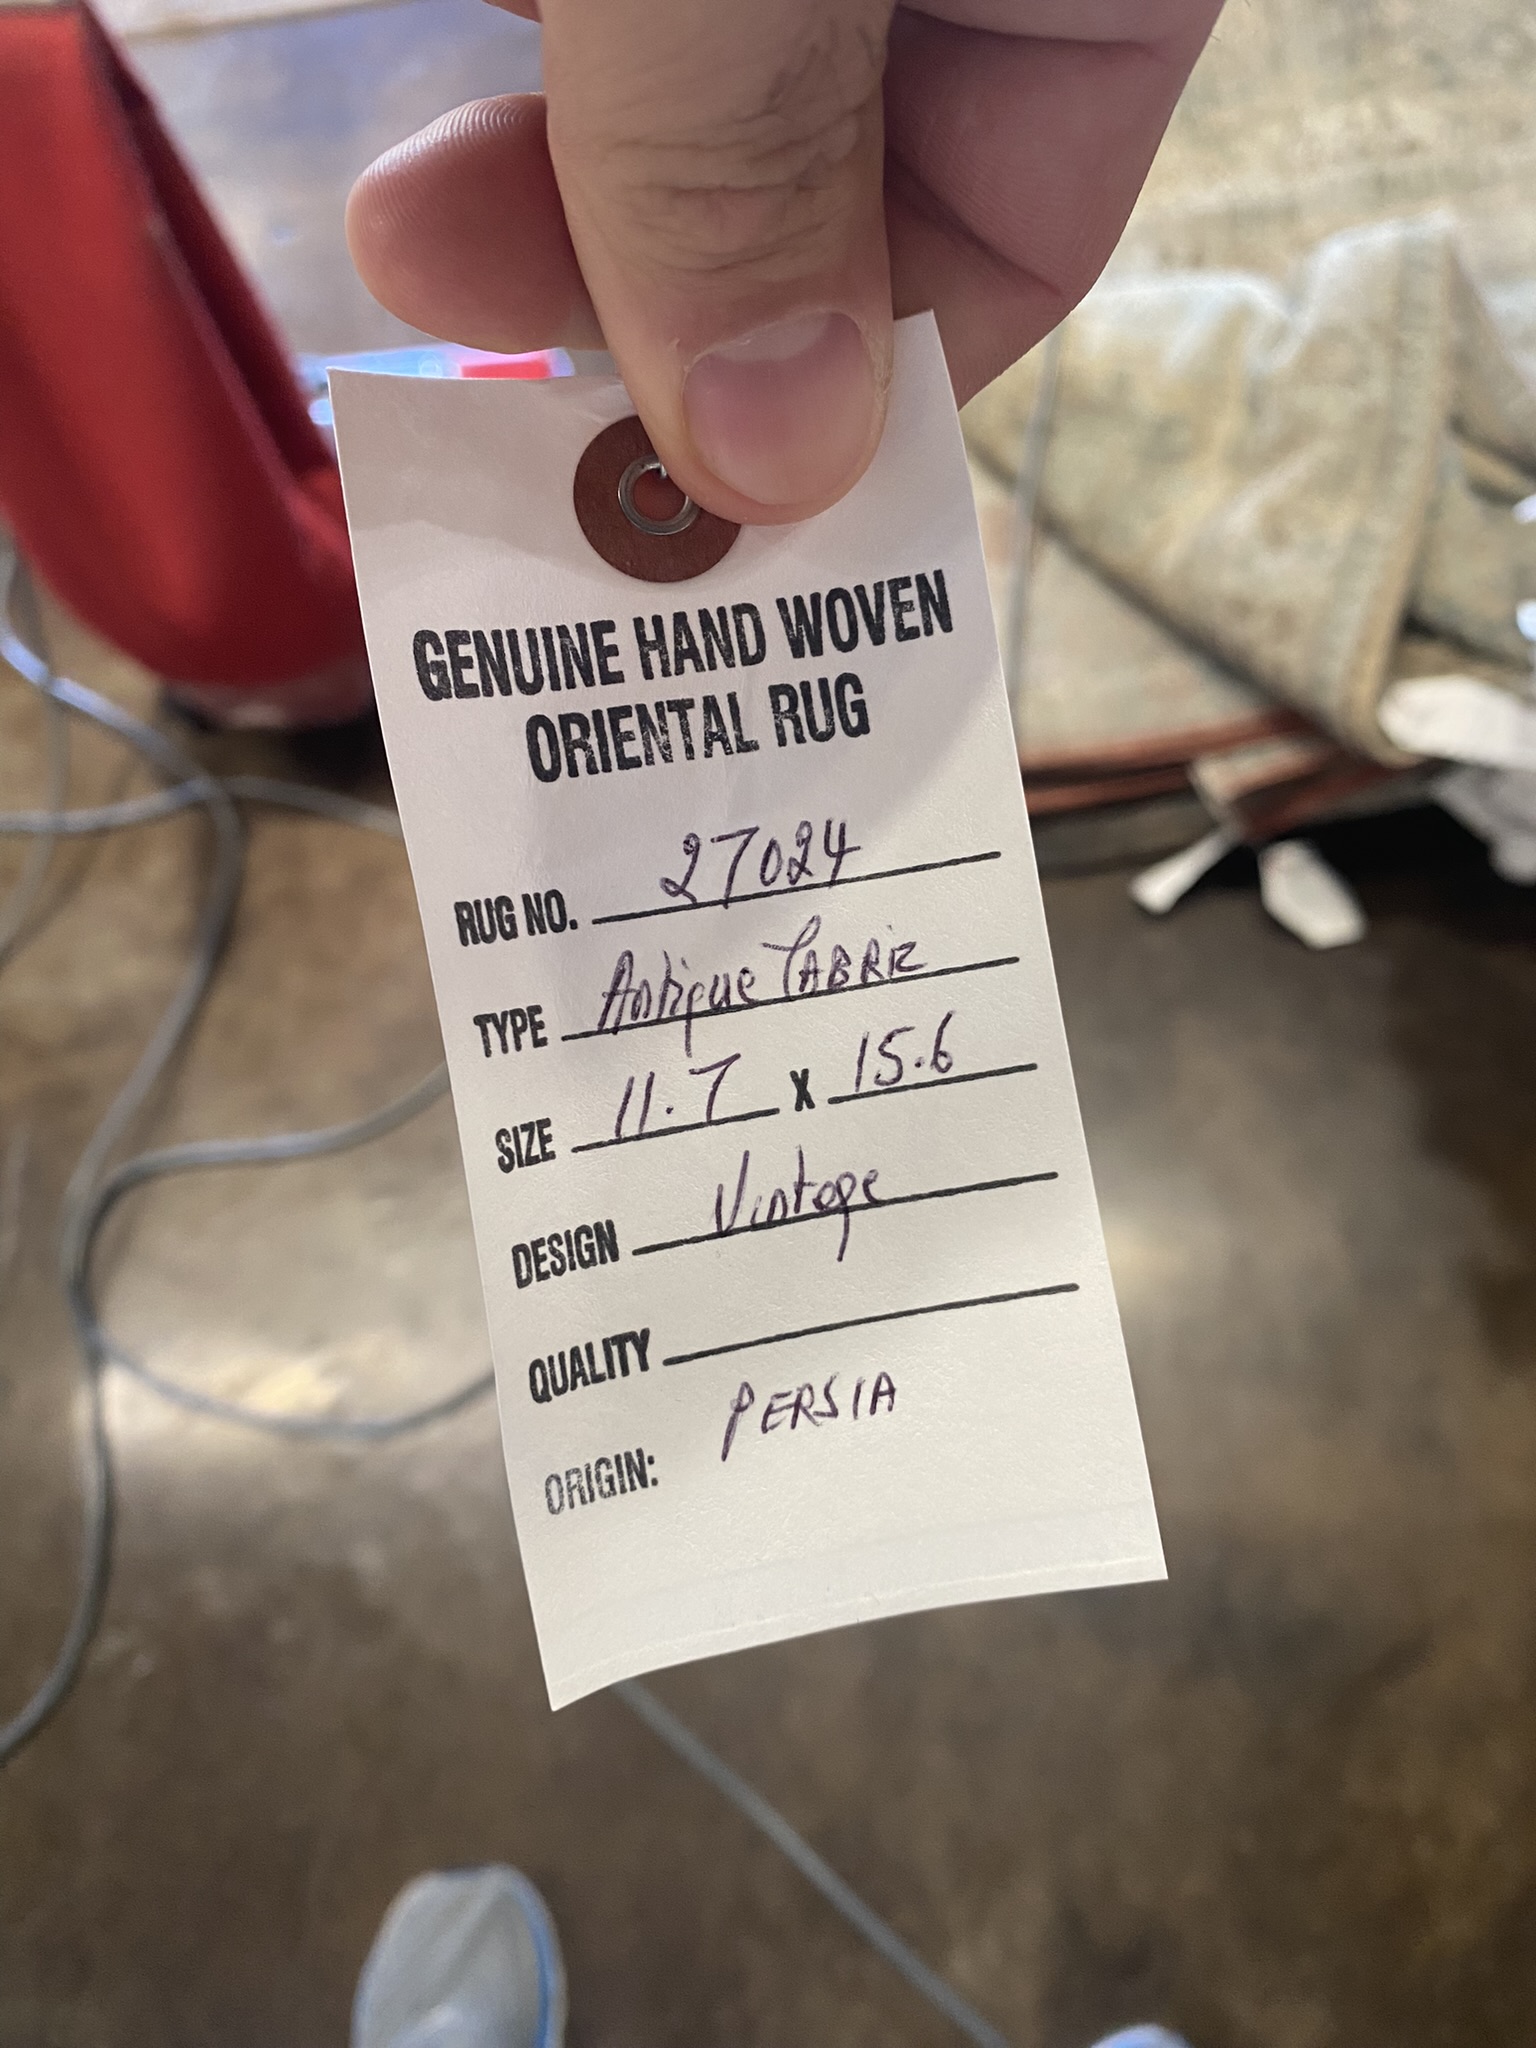 GENUINE HAND WOVEN
ORIENTAL RUG
RUG NO. 27024
TYPE Antique TABRIZ
SIZE 11.7 X 15.6
DESIGN Vintage
QUALITY
ORIGIN: PERSIA